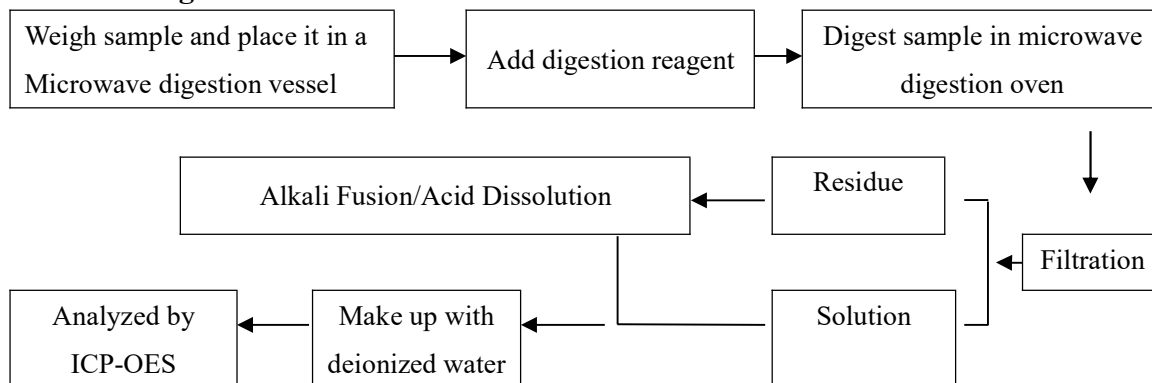 Weigh sample and place it in a
Microwave digestion vessel
Add digestion reagent
Digest sample in microwave
digestion oven
Filtration
Residue
Alkali Fusion/Acid Dissolution
Solution
Make up with
deionized water
Analyzed by
ICP-OES